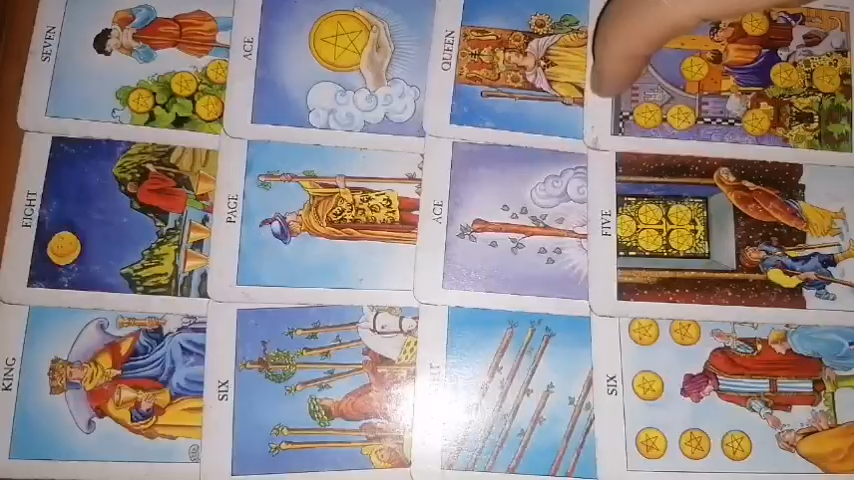 SEVEN
ACE
QUEEN
EIGHT
PAGE
ACE
FIVE
KING
SIX
SIX